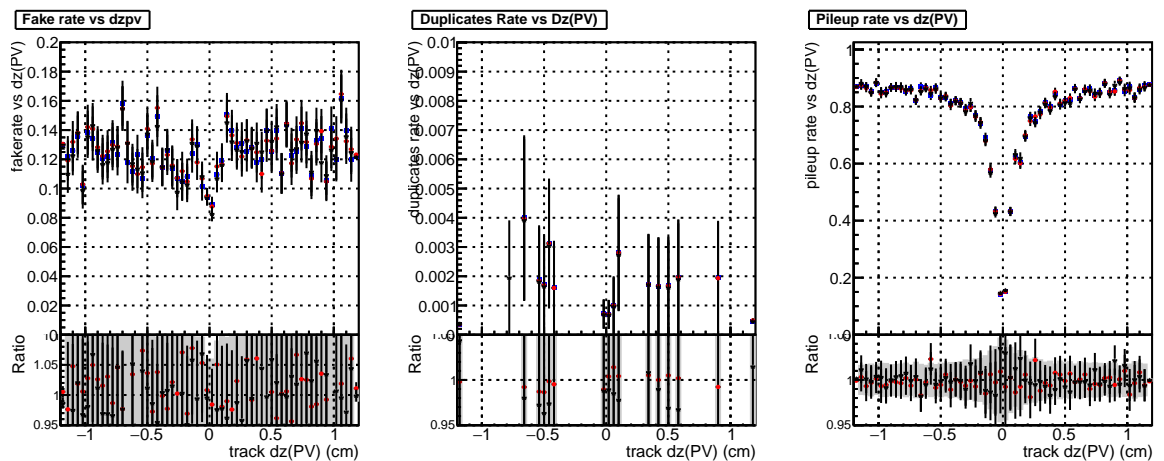 Fake rate vs dzpv
fakerate vs dz(PV)
0.2
0.18
0.16
0.14
0.12
0.1
0.08
0.06
0.04
0.02
0
Ratio
1.05
1
0.95
−1 −0.5 0 0.5 1
track dz(PV) (cm)
Duplicates Rate vs Dz(PV)
duplicates rate vs dz(PV)
0.01
0.009
0.008
0.007
0.006
0.005
0.004
0.003
0.002
0.001
0
Ratio
1
0.95
−1 −0.5 0 0.5 1
track dz(PV) (cm)
Pileup rate vs dz(PV)
pileup rate vs dz(PV)
1
0.8
0.6
0.4
0.2
0
Ratio
1
0.95
−1 −0.5 0 0.5 1
track dz(PV) (cm)